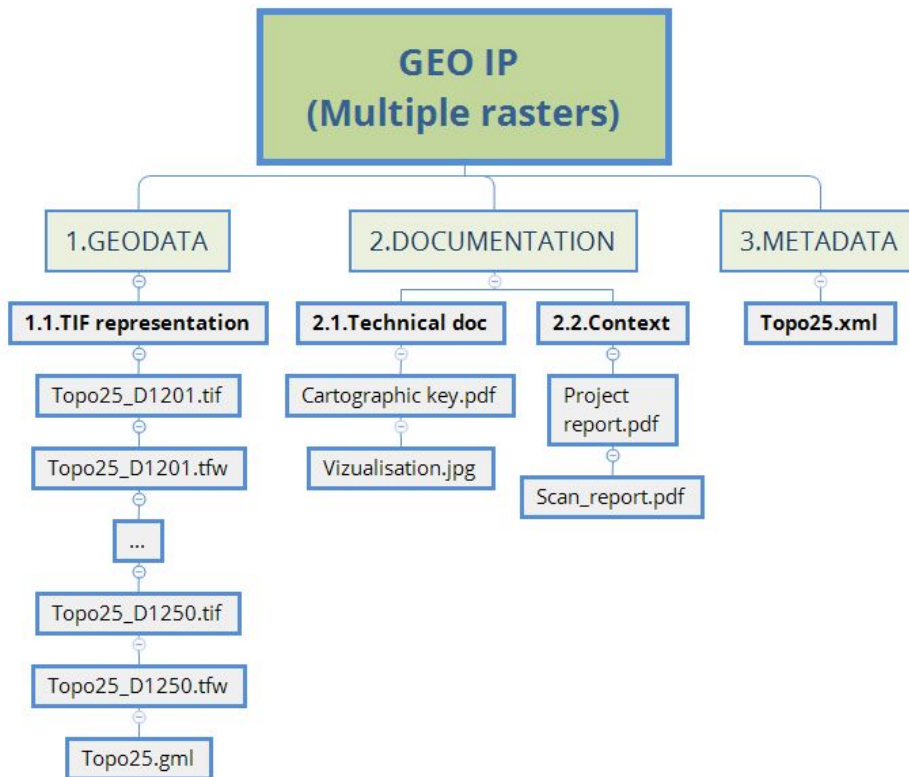 GEO IP
(Multiple rasters)
1.GEODATA
2.DOCUMENTATION
3.METADATA
1.1.TIF representation
2.1.Technical doc
2.2.Context
Topo25.xml
Topo25_D1201.tif
Cartographic key.pdf
Project
report.pdf
Topo25_D1201.tfw
Vizualisation.jpg
Scan_report.pdf
...
Topo25_D1250.tif
Topo25_D1250.tfw
Topo25.gml